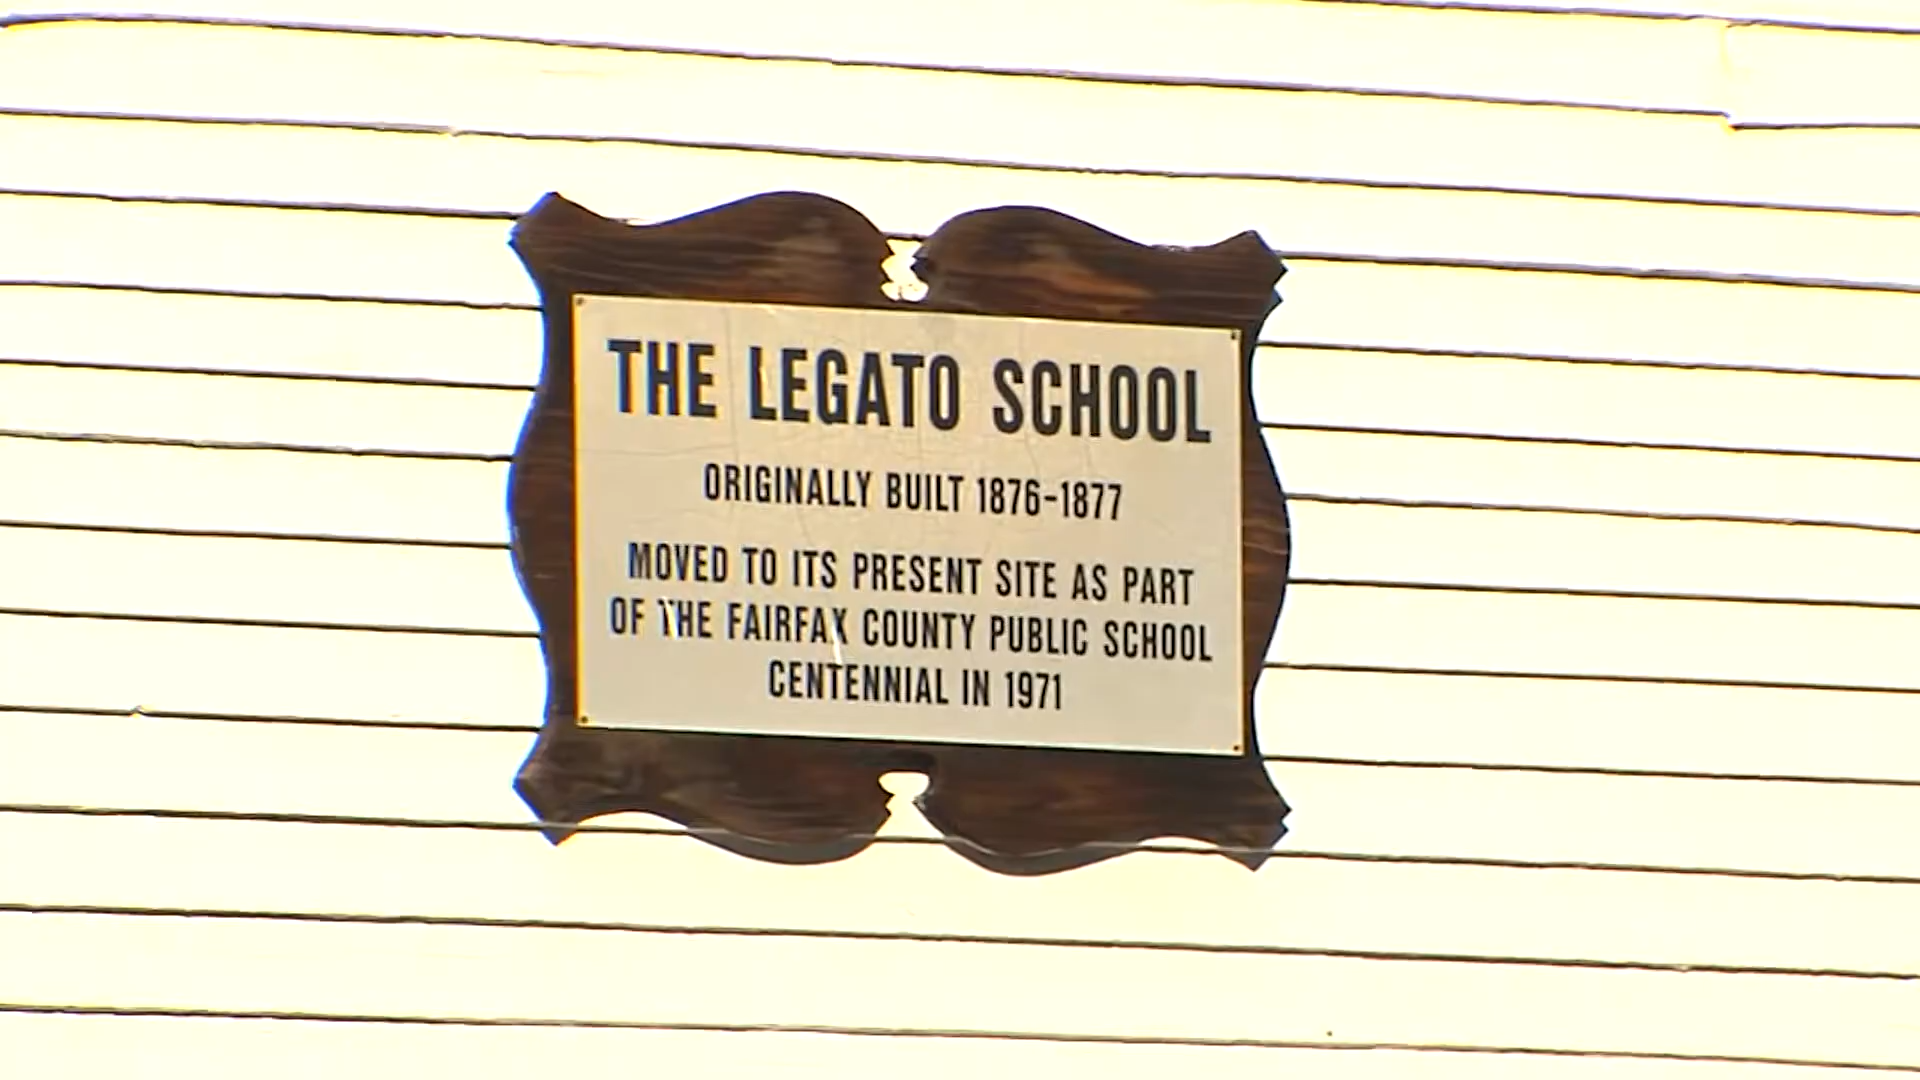 THE LEGATO SCHOOL
ORIGINALLY BUILT 1876-1877
MOVED TO ITS PRESENT SITE AS PART
OF THE FAIRFAX COUNTY PUBLIC SCHOOL
CENTENNIAL IN 1971